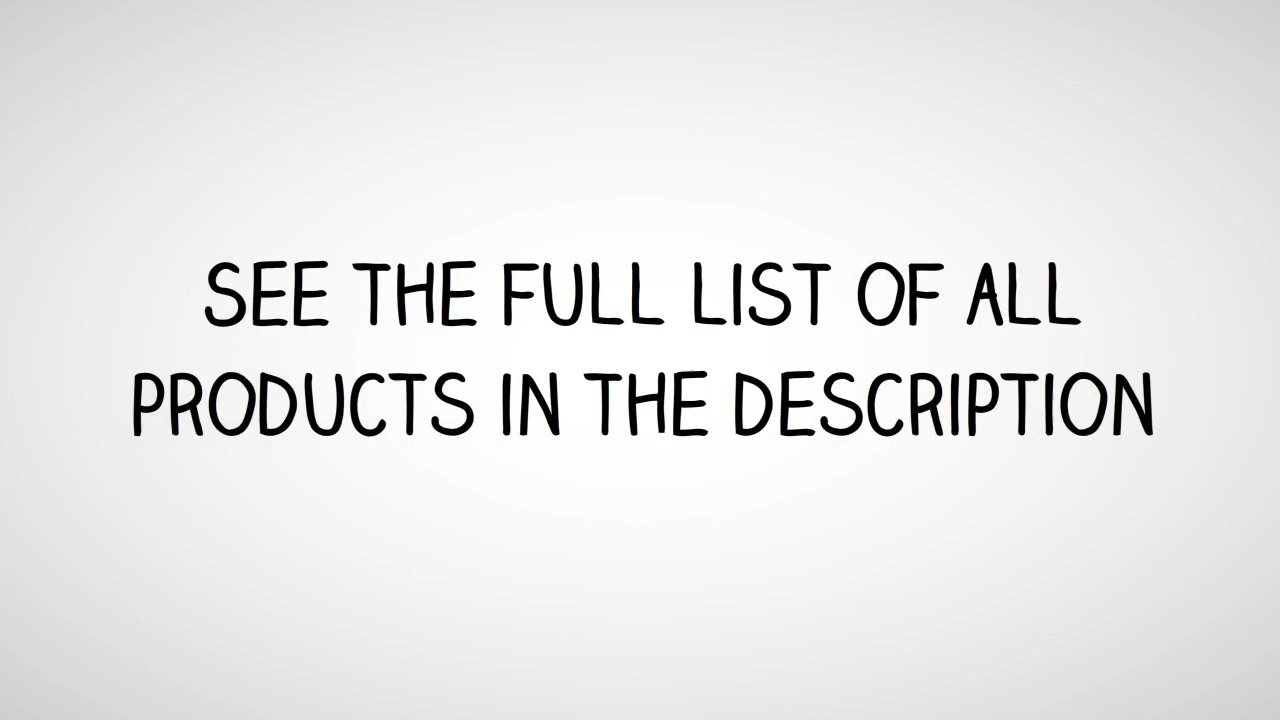 SEE THE FULL LIST OF ALL
PRODUCTS IN THE DESCRIPTION